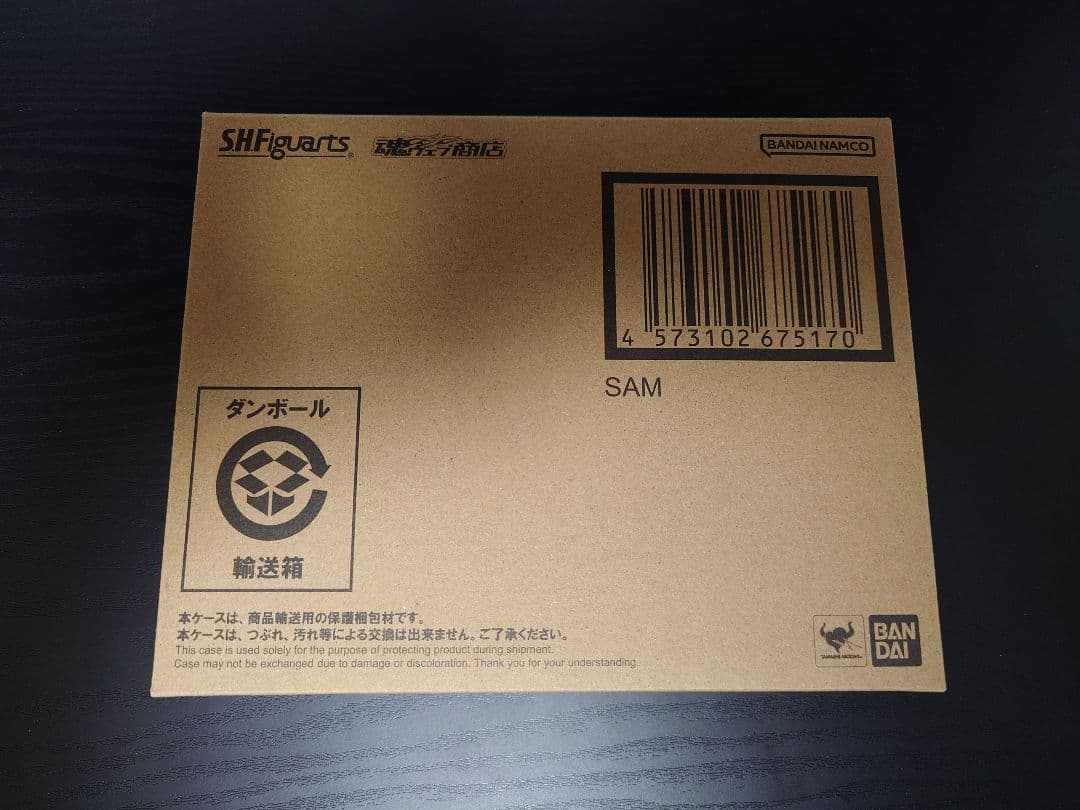 S.H.Figuarts
魂ウェブ商店
BANDAI NAMCO
4 573102 675170
SAM
ダンボール
輸送箱
本ケースは、商品輸送用の保護梱包材です。
本ケースは、つぶれ、汚れ等による交換は出来ません。ご了承ください。
This case is used solely for the purpose of protecting product during shipment.
Case may not be exchanged due to damage or discoloration. Thank you for your understanding.
TAMASHII NATIONS
BAN
DAI